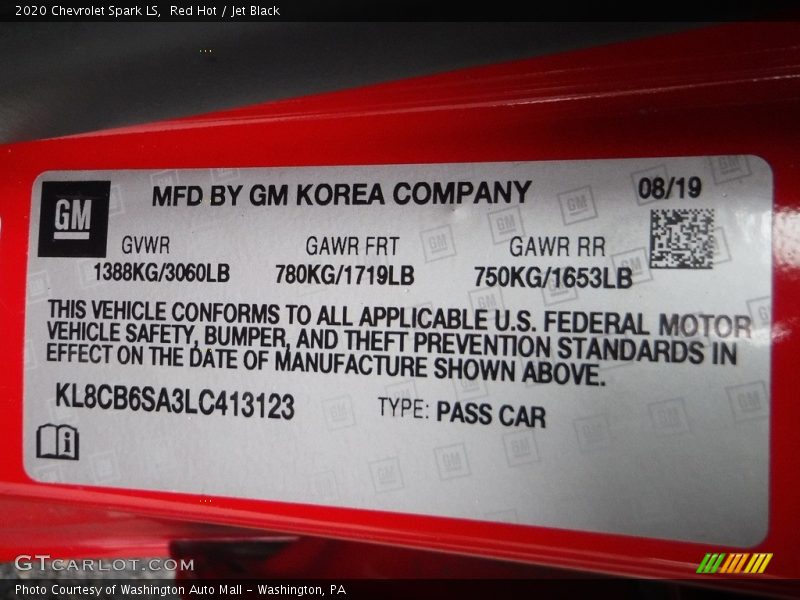 2020 Chevrolet Spark LS,  Red Hot / Jet Black
MFD BY GM KOREA COMPANY
08/19
GM
GVWR GAWR FRT GAWR RR
1388KG/3060LB 780KG/1719LB 750KG/1653LB
THIS VEHICLE CONFORMS TO ALL APPLICABLE U.S. FEDERAL MOTOR
VEHICLE SAFETY, BUMPER, AND THEFT PREVENTION STANDARDS IN
EFFECT ON THE DATE OF MANUFACTURE SHOWN ABOVE.
KL8CB6SA3LC413123 TYPE: PASS CAR
GTCARLOT.COM
Photo Courtesy of Washington Auto Mall - Washington, PA